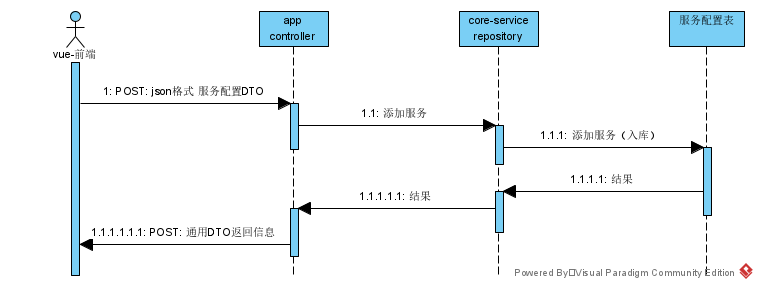 app
controller
core-service
repository
服务配置表
vue-前端
1: POST: json格式 服务配置DTO
1.1: 添加服务
1.1.1: 添加服务（入库）
1.1.1.1: 结果
1.1.1.1.1: 结果
1.1.1.1.1.1: POST: 通用DTO返回信息
Powered By Visual Paradigm Community Edition